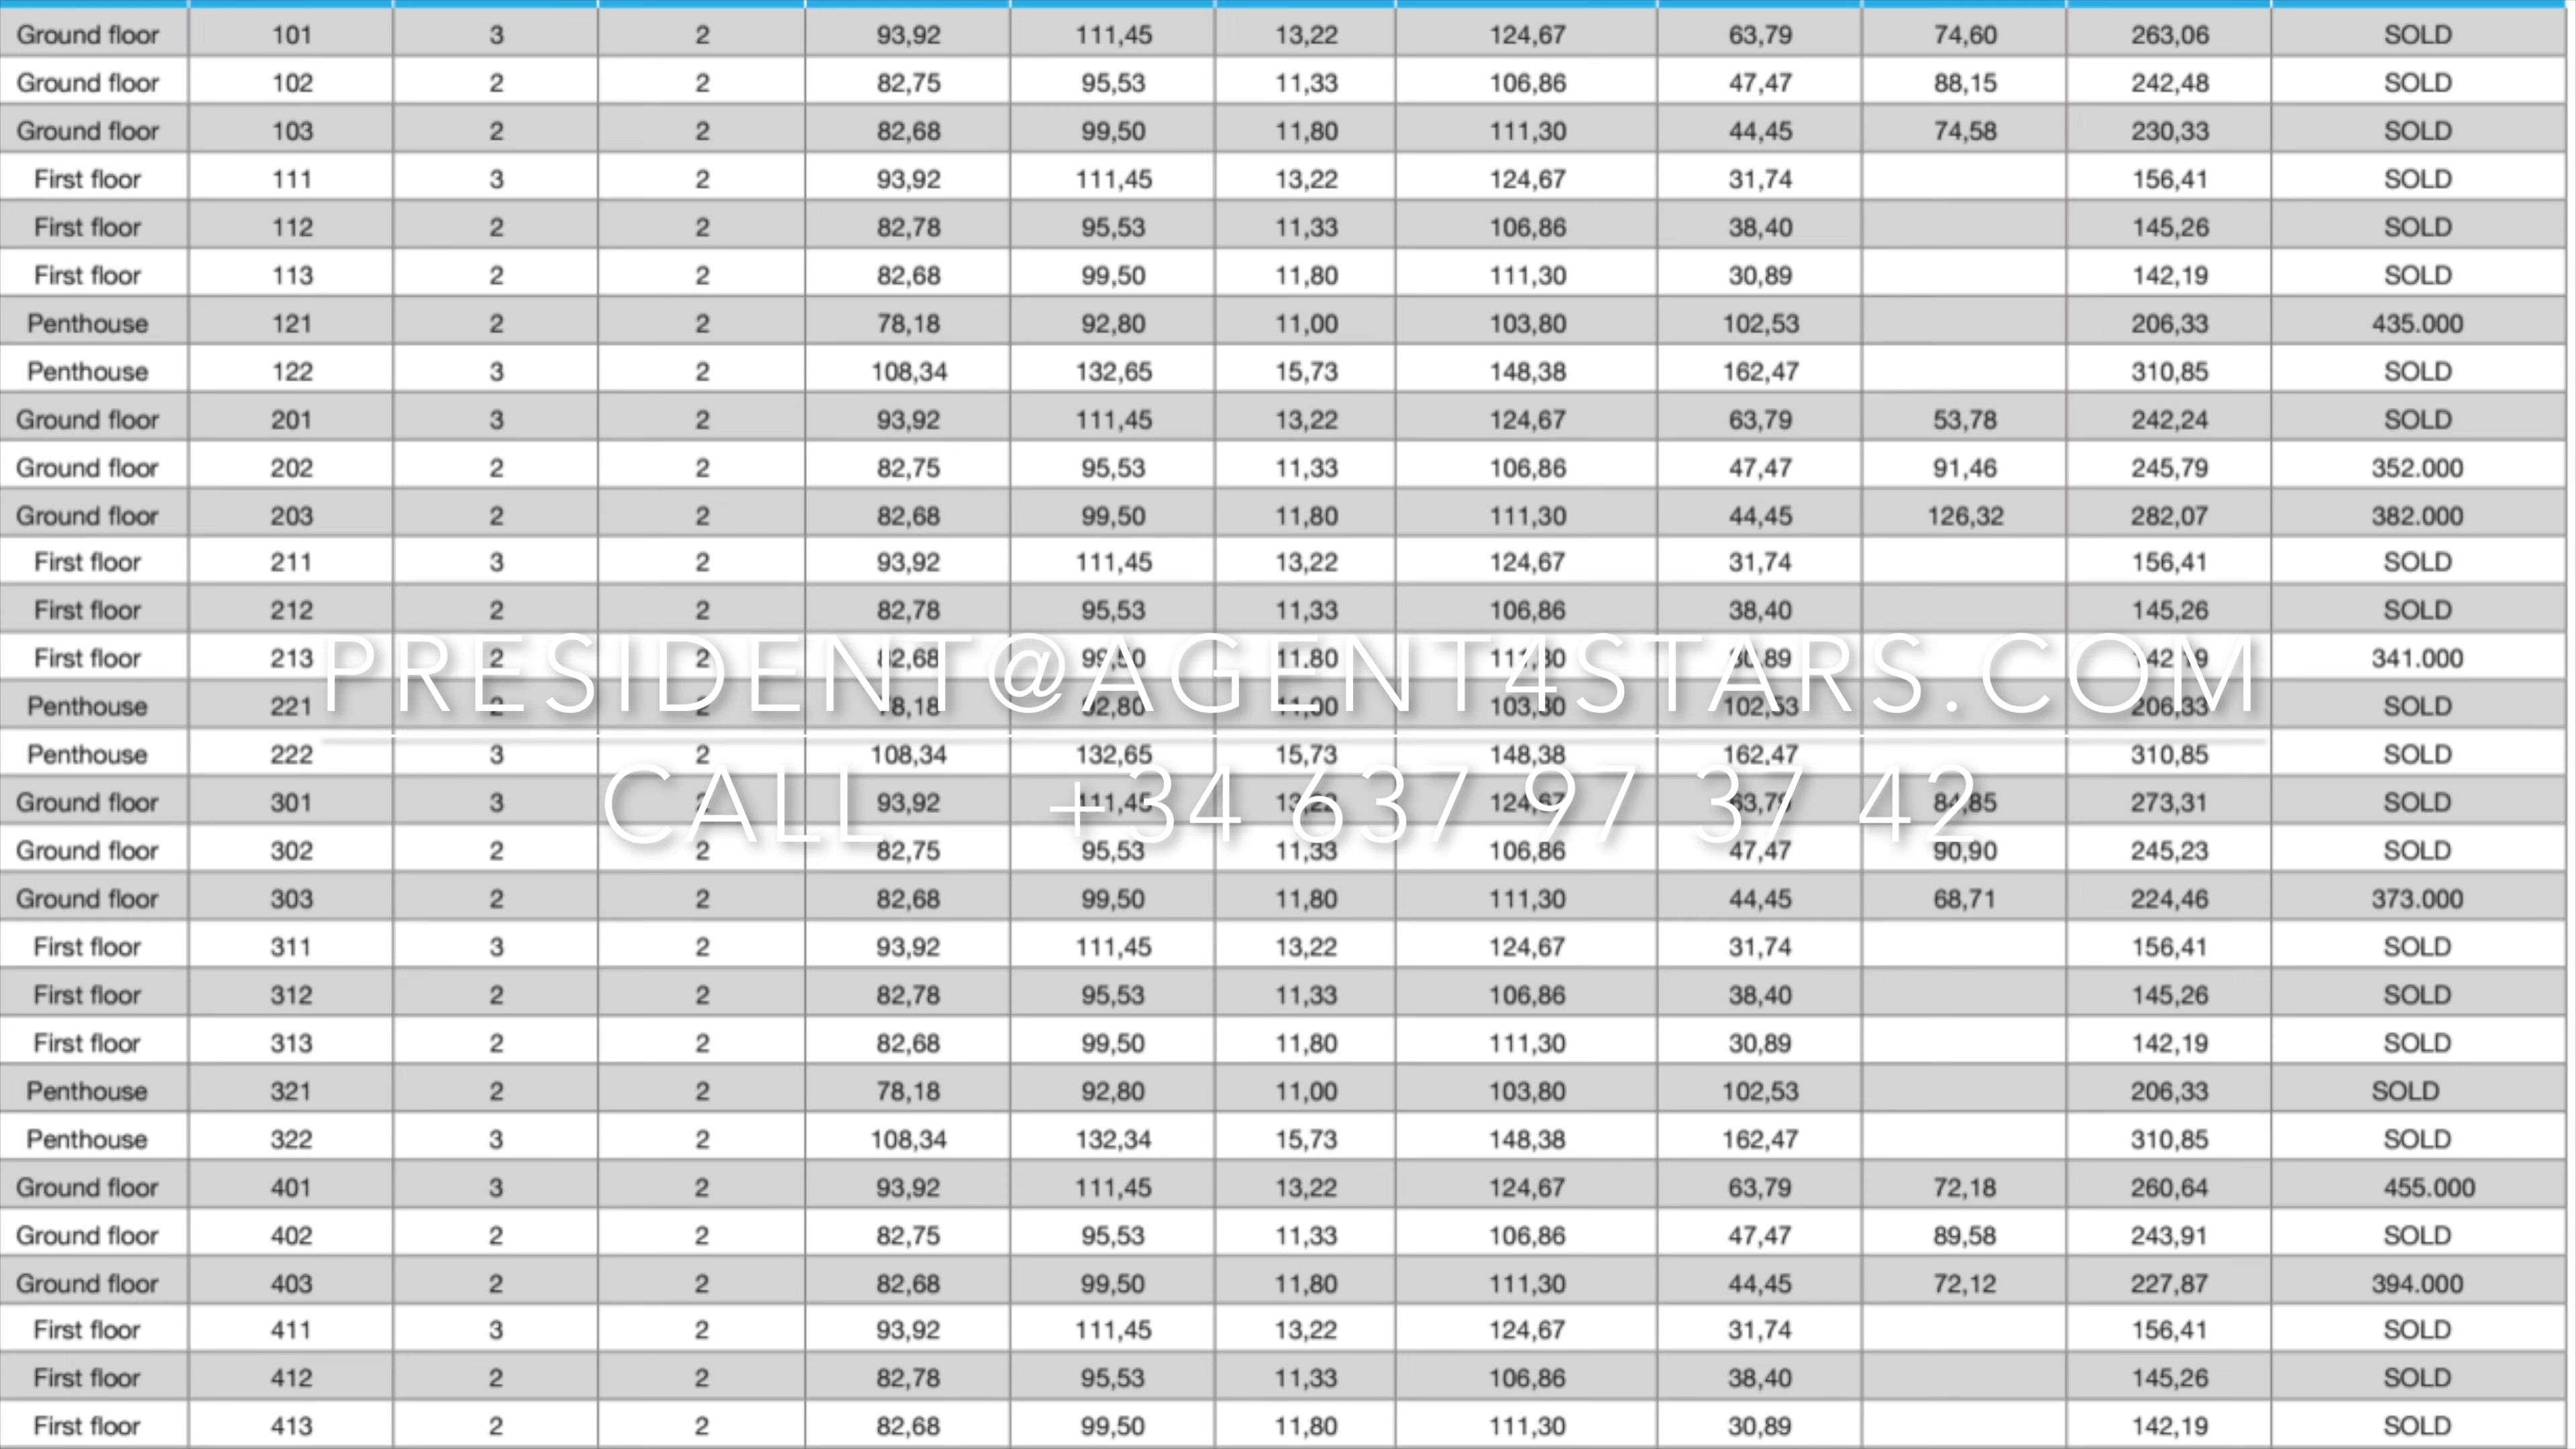 Ground floor 101 3 2 93,92 111,45 13,22 124,67 63,79 74,60 263,06 SOLD
Ground floor 102 2 2 82,75 95,53 11,33 106,86 47,47 88,15 242,48 SOLD
Ground floor 103 2 2 82,68 99,50 11,80 111,30 44,45 74,58 230,33 SOLD
First floor 111 3 2 93,92 111,45 13,22 124,67 31,74 156,41 SOLD
First floor 112 2 2 82,78 95,53 11,33 106,86 38,40 145,26 SOLD
First floor 113 2 2 82,68 99,50 11,80 111,30 30,89 142,19 SOLD
Penthouse 121 2 2 78,18 92,80 11,00 103,80 102,53 206,33 435.000
Penthouse 122 3 2 108,34 132,65 15,73 148,38 162,47 310,85 SOLD
Ground floor 201 3 2 93,92 111,45 13,22 124,67 63,79 53,78 242,24 SOLD
Ground floor 202 2 2 82,75 95,53 11,33 106,86 47,47 91,46 245,79 352.000
Ground floor 203 2 2 82,68 99,50 11,80 111,30 44,45 126,32 282,07 382.000
First floor 211 3 2 93,92 111,45 13,22 124,67 31,74 156,41 SOLD
First floor 212 2 2 82,78 95,53 11,33 106,86 38,40 145,26 SOLD
First floor 213 2 2 82,68 99,50 11,80 111,30 30,89 142,19 341.000
PRESIDENT@AGENT4STARS.COM
Penthouse 221 2 2 78,18 92,80 11,00 103,80 102,53 206,33 SOLD
Penthouse 222 3 2 108,34 132,65 15,73 148,38 162,47 310,85 SOLD
Ground floor 301 3 2 93,92 111,45 13,22 124,67 63,79 84,85 273,31 SOLD
CALL +34 637 97 37 42
Ground floor 302 2 2 82,75 95,53 11,33 106,86 47,47 90,90 245,23 SOLD
Ground floor 303 2 2 82,68 99,50 11,80 111,30 44,45 68,71 224,46 373.000
First floor 311 3 2 93,92 111,45 13,22 124,67 31,74 156,41 SOLD
First floor 312 2 2 82,78 95,53 11,33 106,86 38,40 145,26 SOLD
First floor 313 2 2 82,68 99,50 11,80 111,30 30,89 142,19 SOLD
Penthouse 321 2 2 78,18 92,80 11,00 103,80 102,53 206,33 SOLD
Penthouse 322 3 2 108,34 132,34 15,73 148,38 162,47 310,85 SOLD
Ground floor 401 3 2 93,92 111,45 13,22 124,67 63,79 72,18 260,64 455.000
Ground floor 402 2 2 82,75 95,53 11,33 106,86 47,47 89,58 243,91 SOLD
Ground floor 403 2 2 82,68 99,50 11,80 111,30 44,45 72,12 227,87 394.000
First floor 411 3 2 93,92 111,45 13,22 124,67 31,74 156,41 SOLD
First floor 412 2 2 82,78 95,53 11,33 106,86 38,40 145,26 SOLD
First floor 413 2 2 82,68 99,50 11,80 111,30 30,89 142,19 SOLD